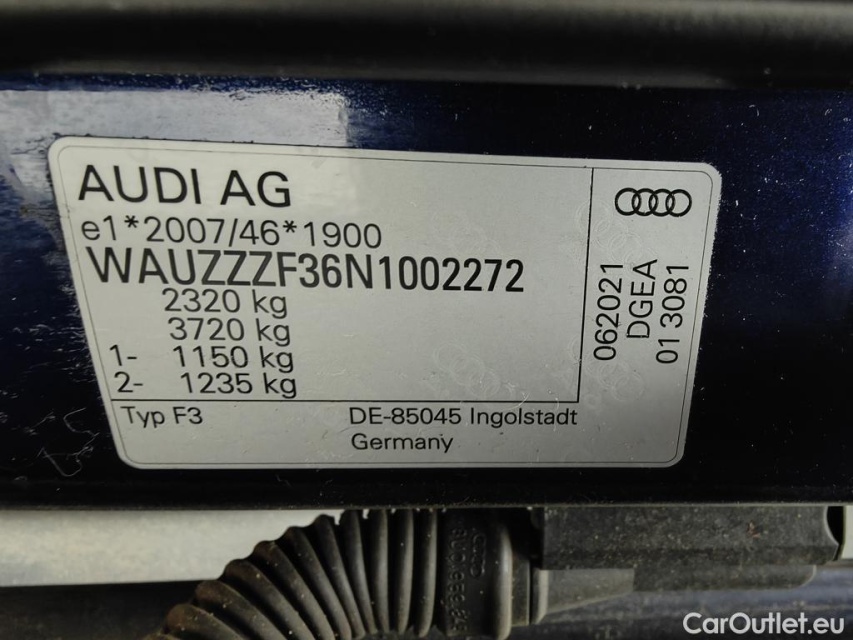 AUDI AG
e1*2007/46*1900
WAUZZZF36N1002272
2320 kg
3720 kg
1- 1150 kg
2- 1235 kg
Typ F3 DE-85045 Ingolstadt
Germany
062021
DGEA
01 3081
CarOutlet.eu